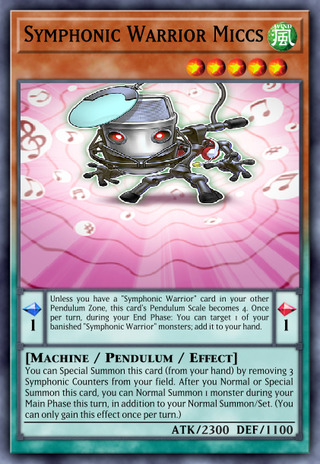 SYMPHONIC WARRIOR MICCS
WIND
風
Unless you have a "Symphonic Warrior" card in your other
Pendulum Zone, this card's Pendulum Scale becomes 4. Once
per turn, during your End Phase: You can target 1 of your
banished "Symphonic Warrior" monsters; add it to your hand.
1
1
[MACHINE / PENDULUM / EFFECT]
You can Special Summon this card (from your hand) by removing 3
Symphonic Counters from your field. After you Normal or Special
Summon this card, you can Normal Summon 1 monster during your
Main Phase this turn, in addition to your Normal Summon/Set. (You
can only gain this effect once per turn.)
ATK/2300 DEF/1100